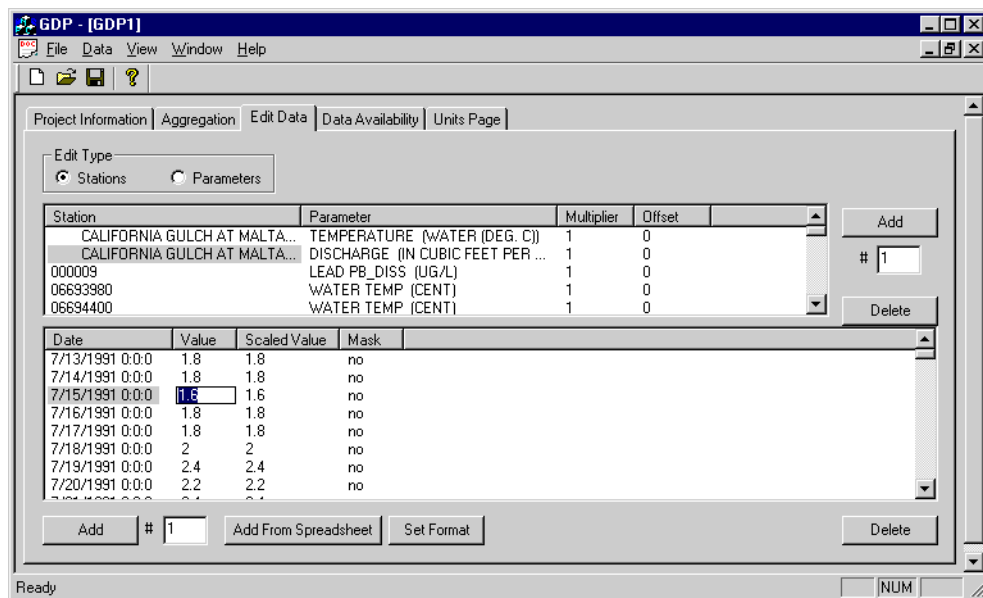 GDP - [GDP1]
DOC File Data View Window Help
Project Information Aggregation Edit Data Data Availability Units Page
Edit Type
Stations Parameters
Station Parameter Multiplier Offset
CALIFORNIA GULCH AT MALTA... TEMPERATURE (WATER (DEG. C)) 1 0
CALIFORNIA GULCH AT MALTA... DISCHARGE (IN CUBIC FEET PER ... 1 0
000009 LEAD PB_DISS (UG/L) 1 0
06693980 WATER TEMP (CENT) 1 0
06694400 WATER TEMP (CENT) 1 0
Add
# 1
Delete
Date Value Scaled Value Mask
7/13/1991 0:0:0 1.8 1.8 no
7/14/1991 0:0:0 1.8 1.8 no
7/15/1991 0:0:0 1.6 1.6 no
7/16/1991 0:0:0 1.8 1.8 no
7/17/1991 0:0:0 1.8 1.8 no
7/18/1991 0:0:0 2 2 no
7/19/1991 0:0:0 2.4 2.4 no
7/20/1991 0:0:0 2.2 2.2 no
Add # 1 Add From Spreadsheet Set Format Delete
Ready NUM